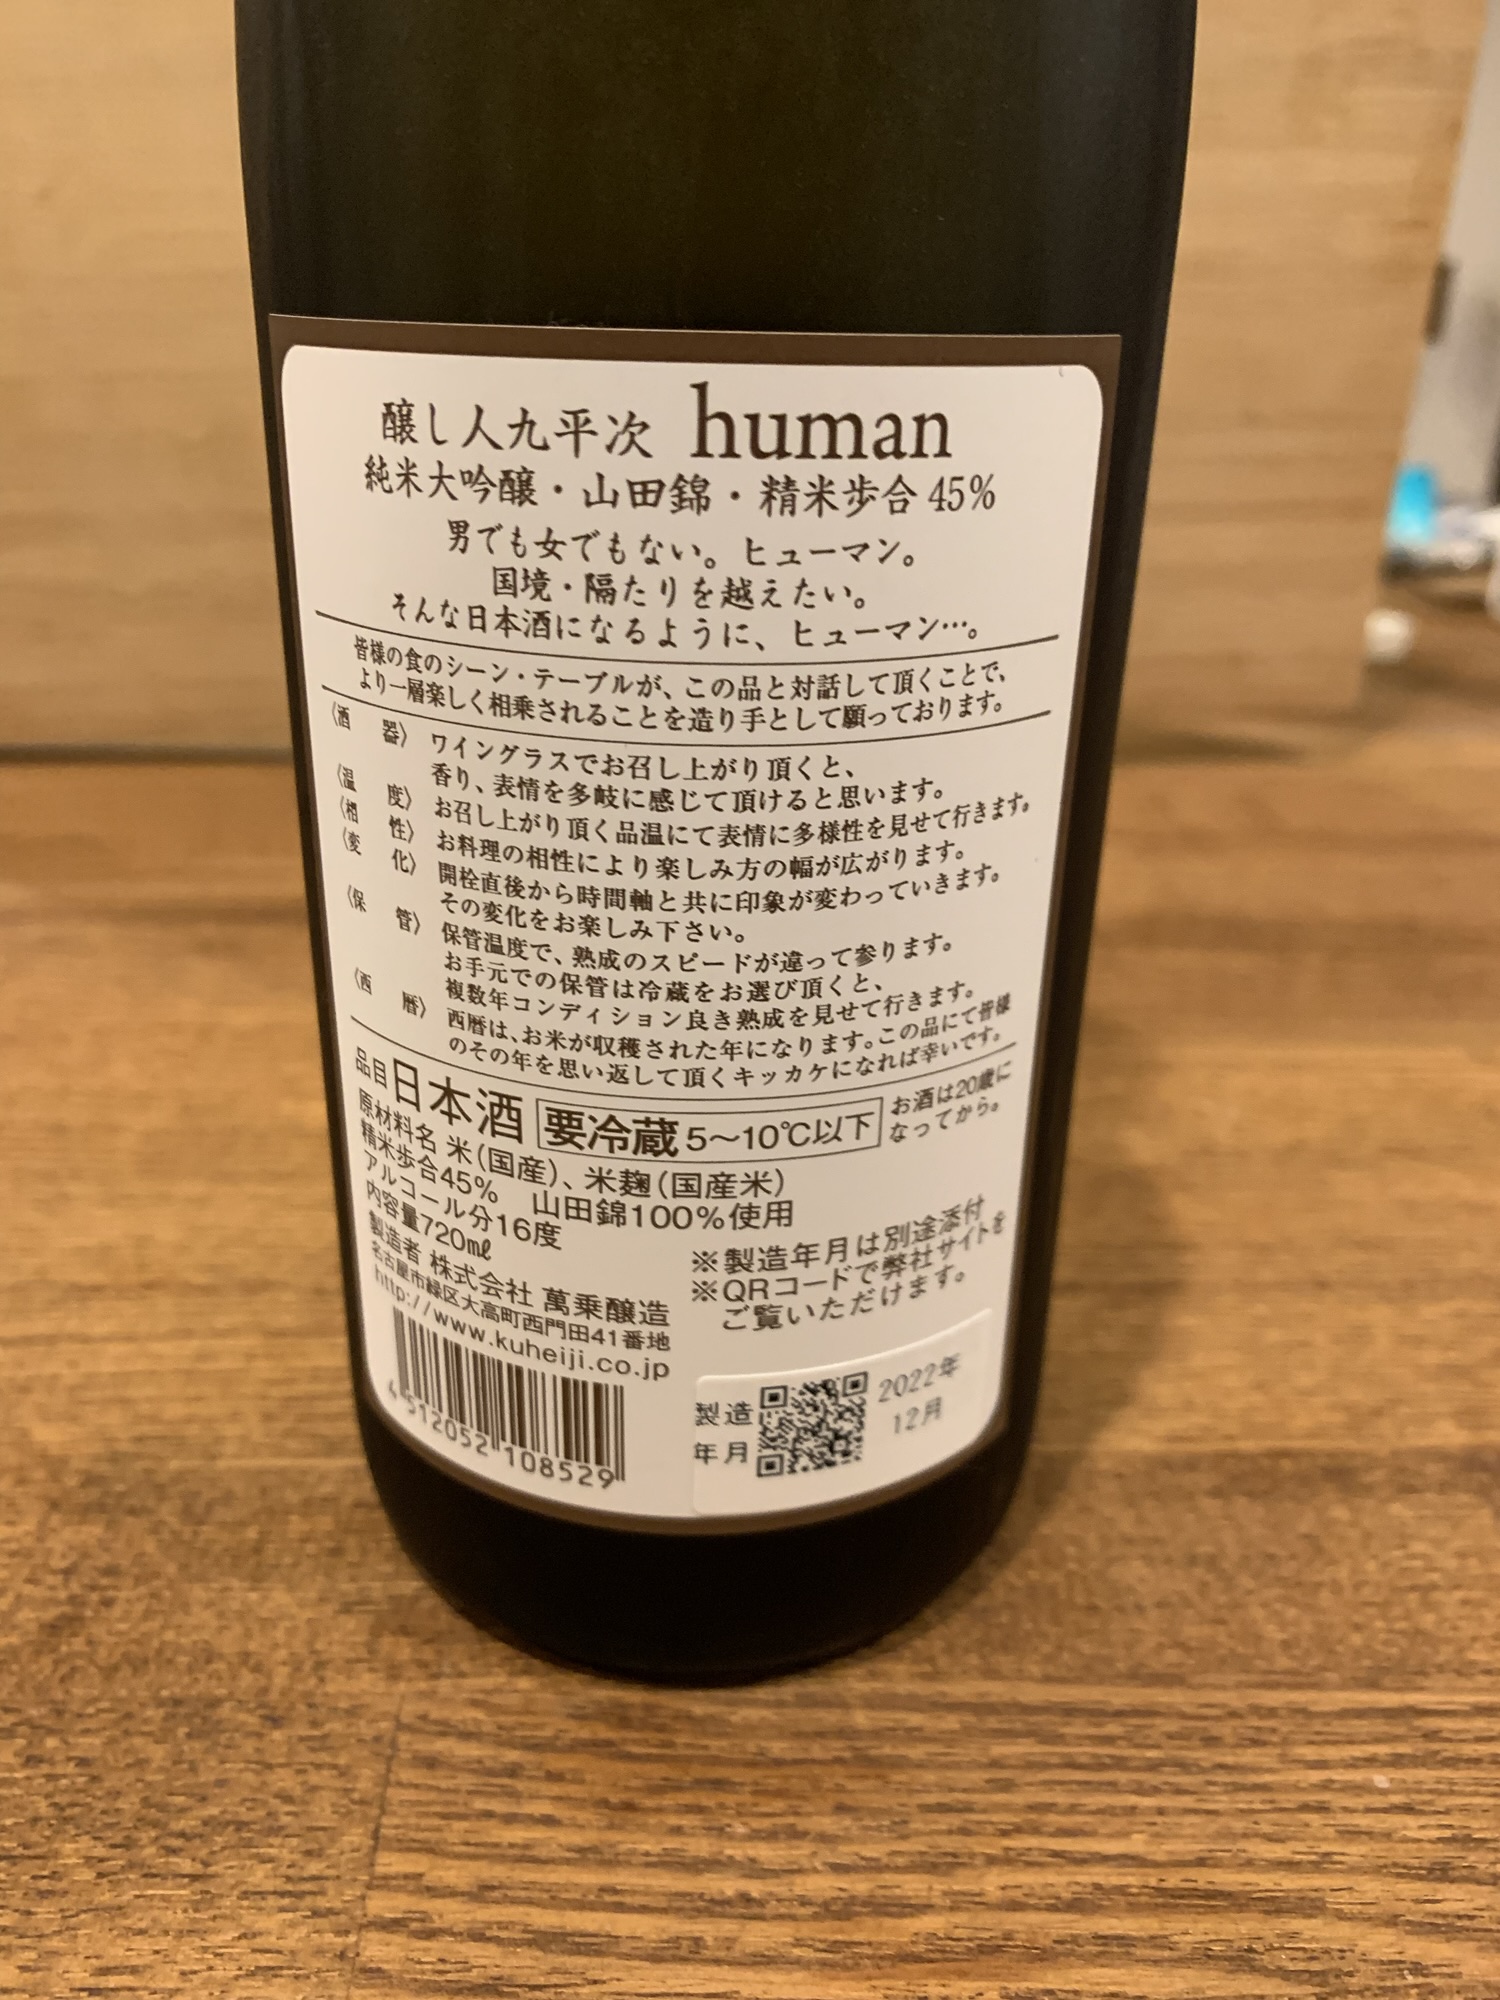 醸し人九平次 human
純米大吟醸・山田錦・精米歩合45%
男でも女でもない。ヒューマン。
国境・隔たりを越えたい。
そんな日本酒になるように、ヒューマン…。
皆様の食のシーン・テーブルが、この品と対話して頂くことで、
より一層楽しく相乗されることを造り手として願っております。
〈酒器〉 ワイングラスでお召し上がり頂くと、
香り、表情を多岐に感じて頂けると思います。
〈温度〉 お召し上がり頂く品温にて表情に多様性を見せて行きます。
〈相性〉 お料理の相性により楽しみ方の幅が広がります。
〈変化〉 開栓直後から時間軸と共に印象が変わっていきます。
その変化をお楽しみ下さい。
〈保管〉 保管温度で、熟成のスピードが違って参ります。
お手元での保管は冷蔵をお選び頂くと、
複数年コンディション良き熟成を見せて行きます。
〈西暦〉 西暦は、お米が収穫された年になります。この品にて皆様
のその年を思い返して頂くキッカケになれば幸いです。
品目 日本酒 要冷蔵 5〜10℃以下 お酒は20歳に
なってから。
原材料名 米(国産)、米麹(国産米)
精米歩合45% 山田錦100%使用
アルコール分16度
内容量720㎖
製造者 株式会社 萬乗醸造
名古屋市緑区大高町西門田41番地
http://www.kuheiji.co.jp
※製造年月は別途添付
※QRコードで弊社サイトを
ご覧いただけます。
4 512052 108529
製造
年月
2022年
12月